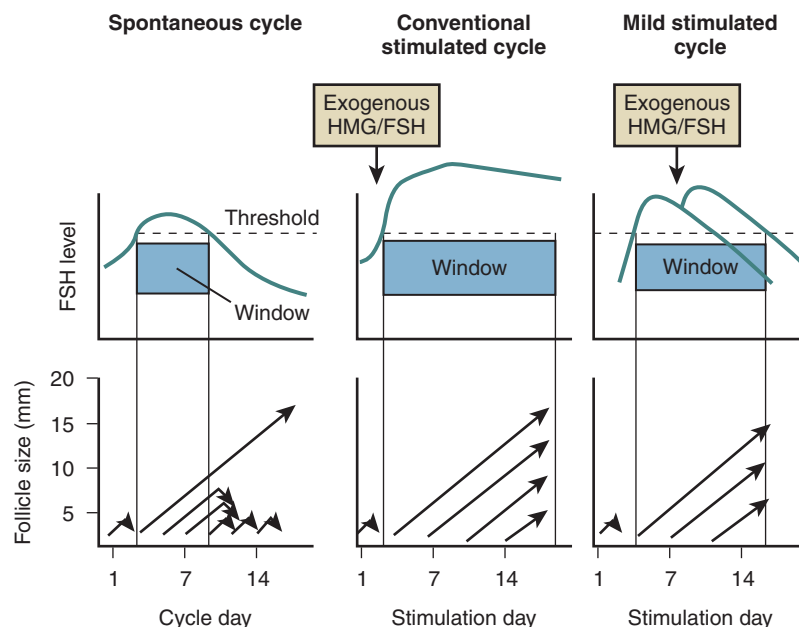 Spontaneous cycle
Conventional
stimulated cycle
Mild stimulated
cycle
Exogenous
HMG/FSH
Exogenous
HMG/FSH
FSH level
Threshold
Window
Window
Window
Follicle size (mm)
20
15
10
5
1 7 14
Cycle day
1 7 14
Stimulation day
1 7 14
Stimulation day